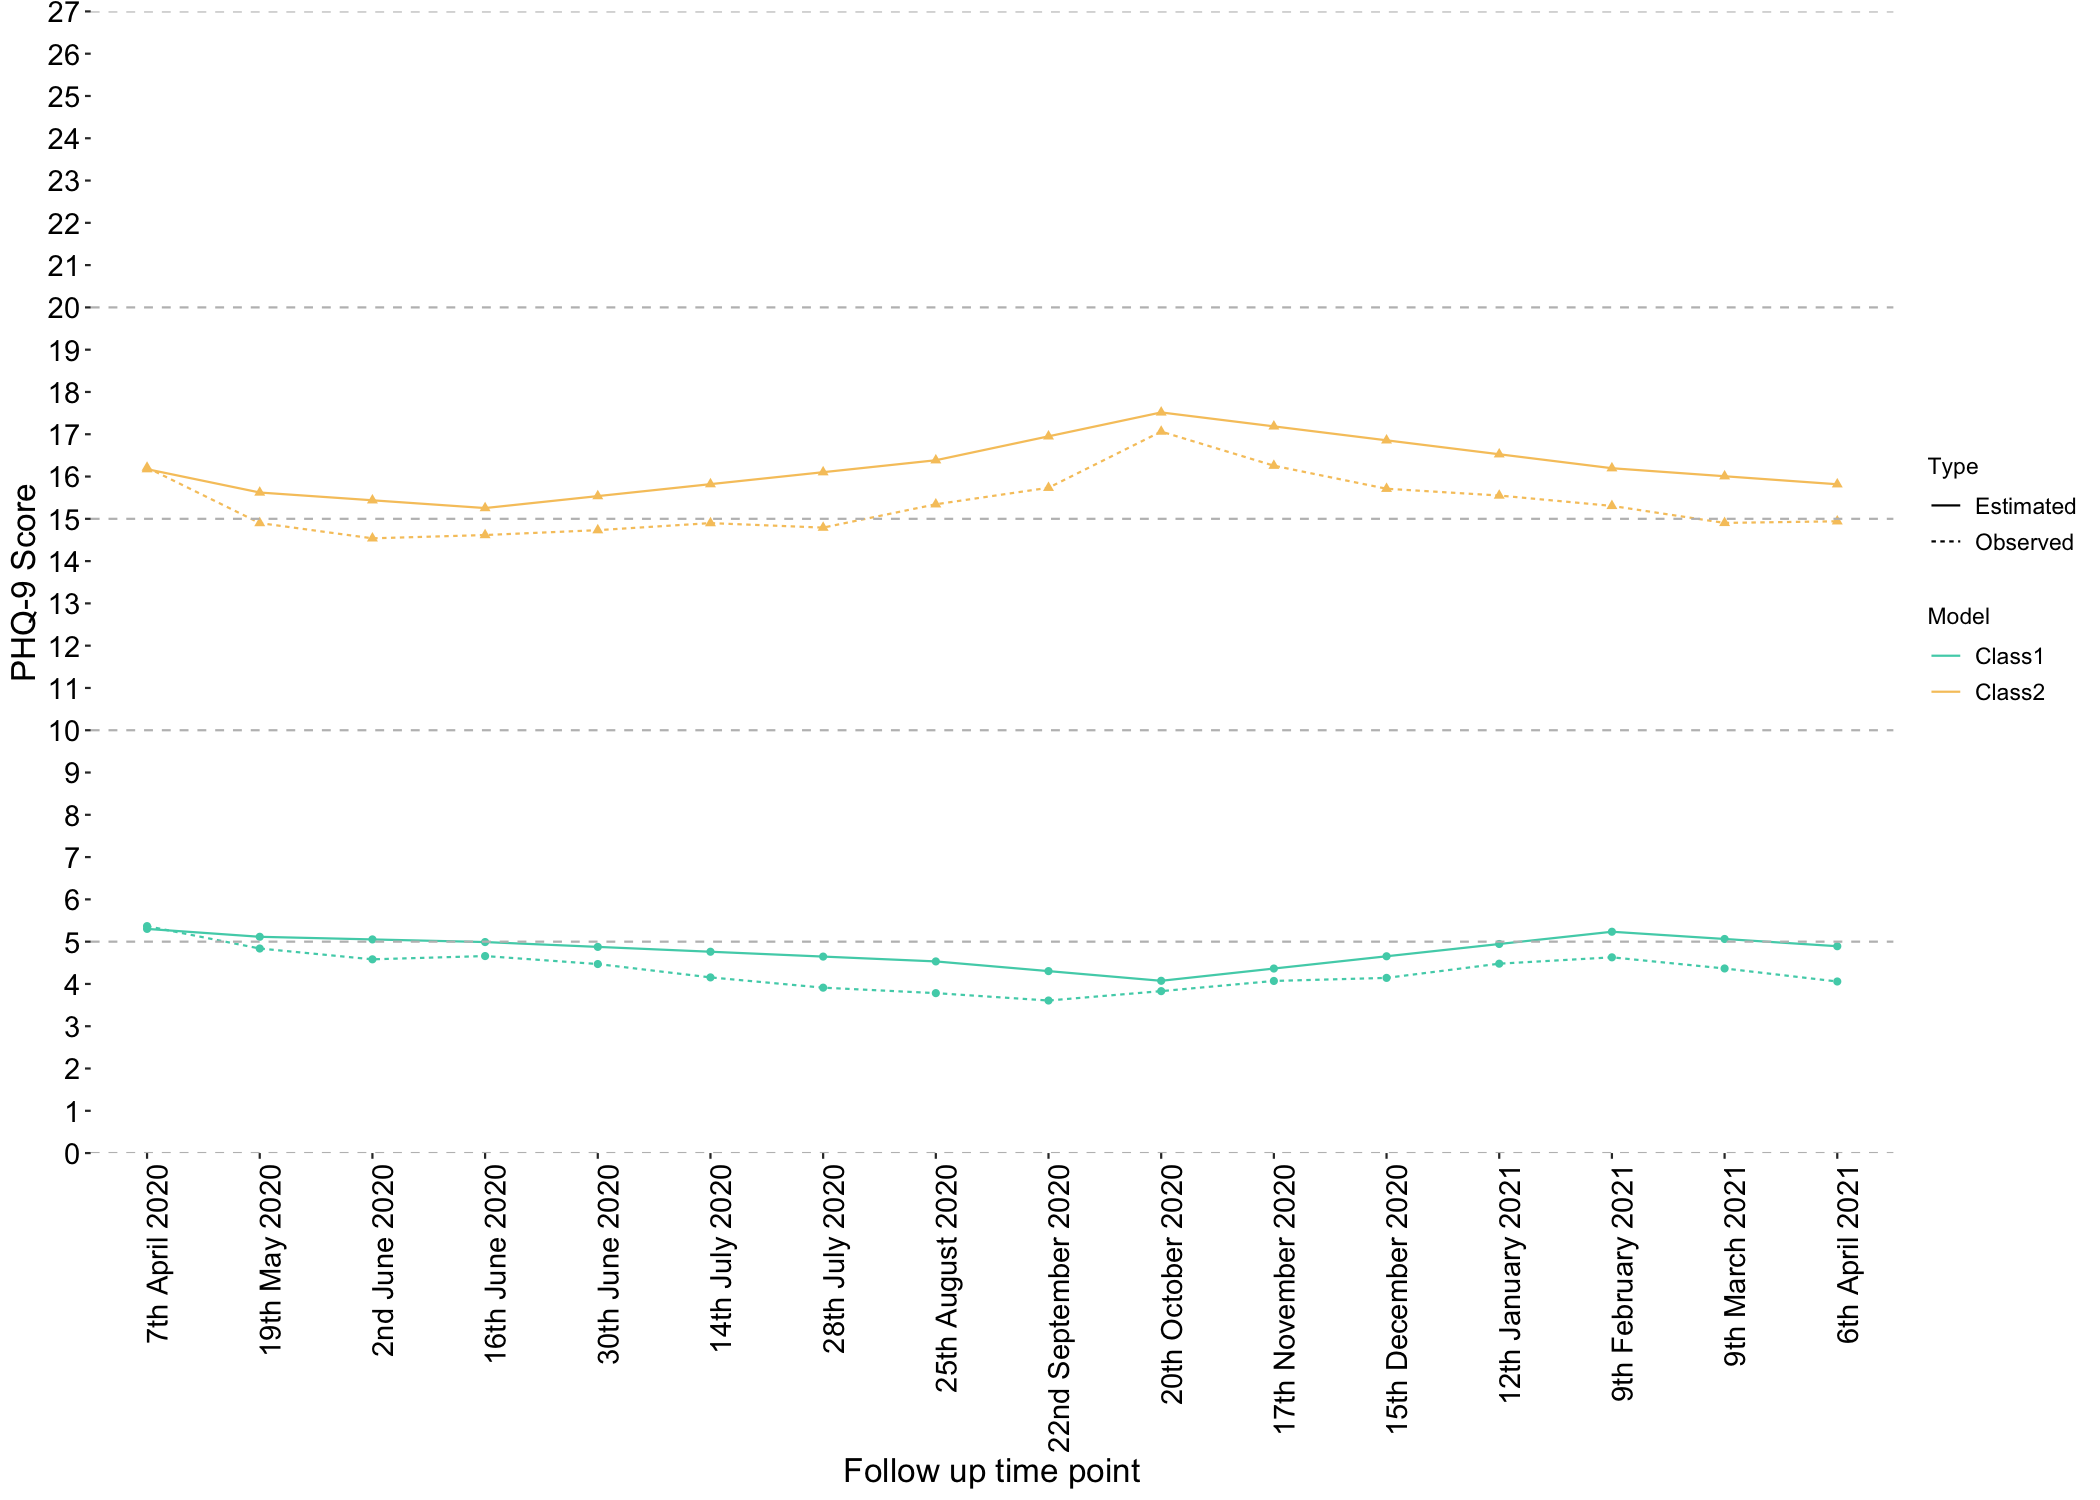 27
26
25
24
23
22
21
20
19
18
17
16
15
14
13
12
11
10
9
8
7
6
5
4
3
2
1
0
PHQ-9 Score
7th April 2020
19th May 2020
2nd June 2020
16th June 2020
30th June 2020
14th July 2020
28th July 2020
25th August 2020
22nd September 2020
20th October 2020
17th November 2020
15th December 2020
12th January 2021
9th February 2021
9th March 2021
6th April 2021
Follow up time point
Type
Estimated
Observed
Model
Class1
Class2